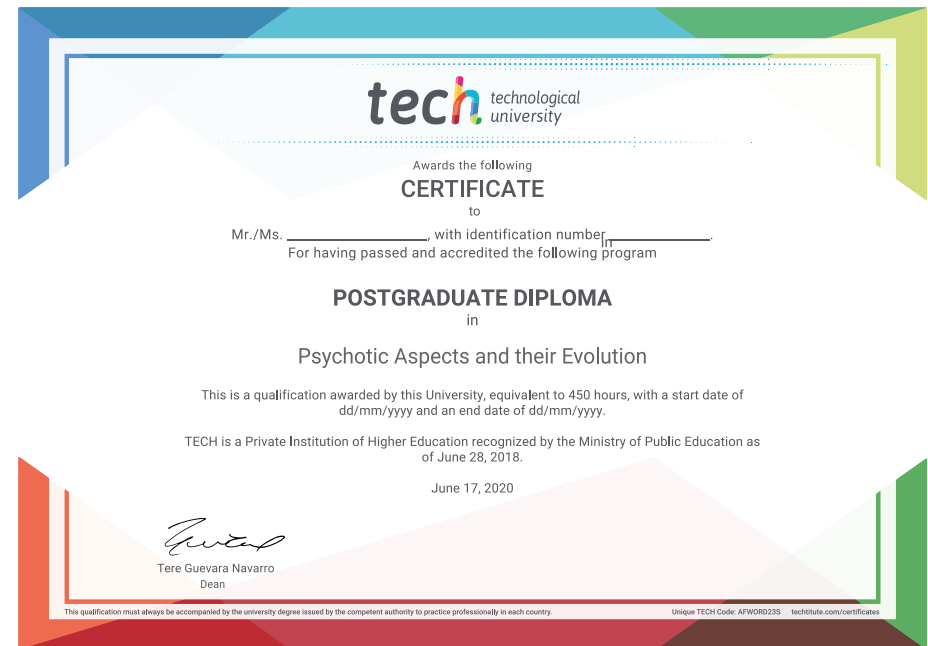 tech technological
university
Awards the following
CERTIFICATE
to
Mr./Ms. , with identification number .
In
For having passed and accredited the following program
POSTGRADUATE DIPLOMA
in
Psychotic Aspects and their Evolution
This is a qualification awarded by this University, equivalent to 450 hours, with a start date of
dd/mm/yyyy and an end date of dd/mm/yyyy.
TECH is a Private Institution of Higher Education recognized by the Ministry of Public Education as
of June 28, 2018.
June 17, 2020
Tere Guevara Navarro
Dean
This qualification must always be accompanied by the university degree issued by the competent authority to practice professionally in each country. Unique TECH Code: AFWORD23S techtitute.com/certificates